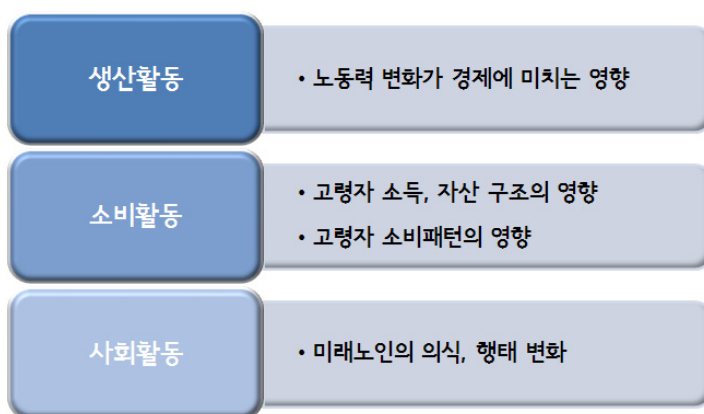 생산활동
• 노동력 변화가 경제에 미치는 영향
소비활동
• 고령자 소득, 자산 구조의 영향
• 고령자 소비패턴의 영향
사회활동
• 미래노인의 의식, 행태 변화